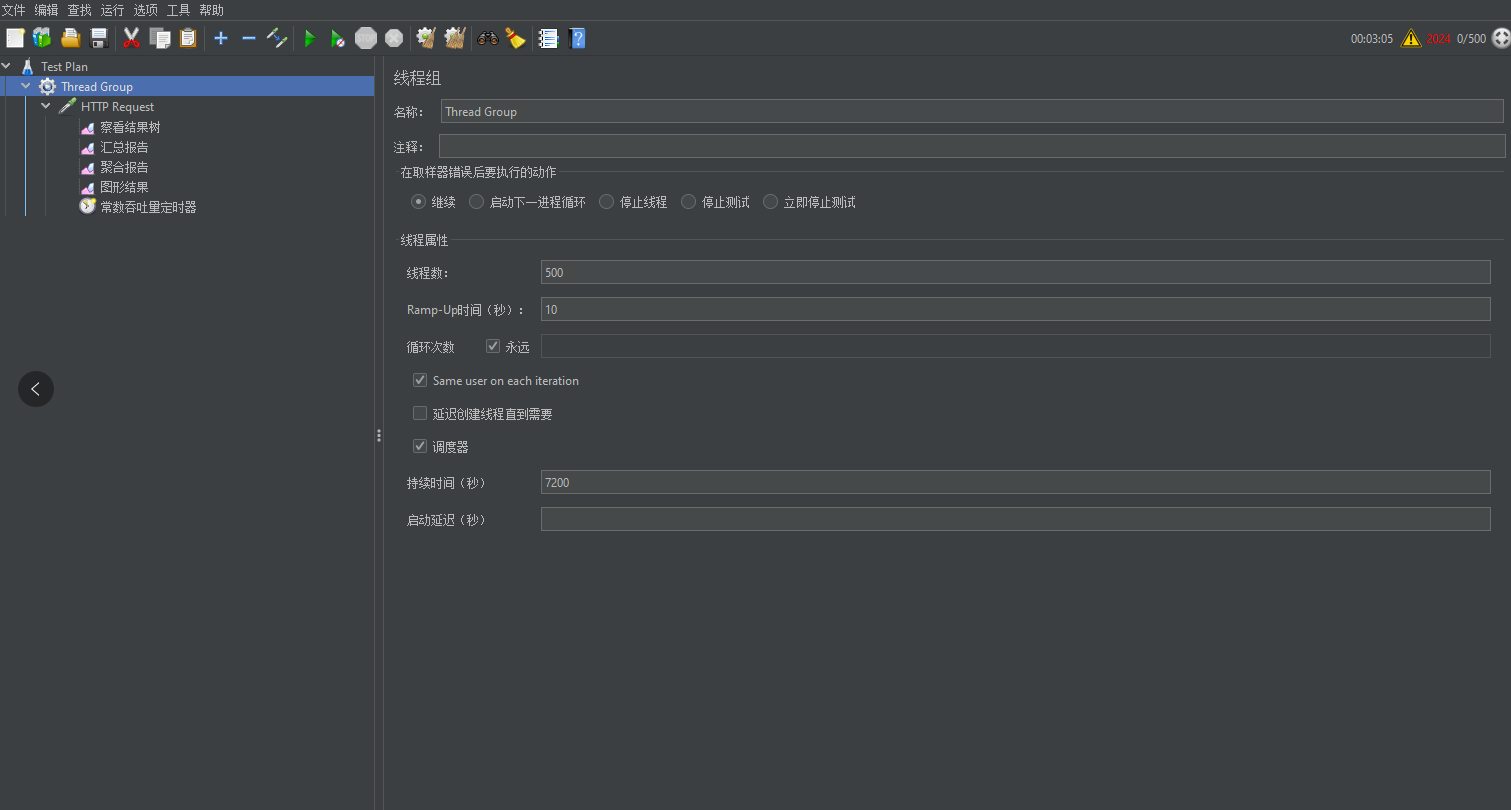 文件 编辑 查找 运行 选项 工具 帮助
STOP
00:03:05 2024 0/500
Test Plan
Thread Group
HTTP Request
察看结果树
汇总报告
聚合报告
图形结果
常数吞吐量定时器
线程组
名称: Thread Group
注释:
在取样器错误后要执行的动作
继续 启动下一进程循环 停止线程 停止测试 立即停止测试
线程属性
线程数: 500
Ramp-Up时间（秒）: 10
循环次数 永远
Same user on each iteration
延迟创建线程直到需要
调度器
持续时间（秒） 7200
启动延迟（秒）